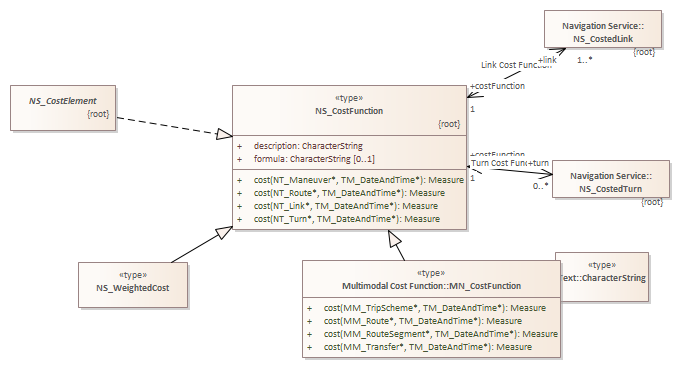 Navigation Service::
NS_CostedLink
{root}
Link Cost Function
+link
1..*
+costFunction
1
NS_CostElement
{root}
«type»
NS_CostFunction
{root}
+ description: CharacterString
+ formula: CharacterString [0..1]
+ cost(NT_Maneuver*, TM_DateAndTime*): Measure
+ cost(NT_Route*, TM_DateAndTime*): Measure
+ cost(NT_Link*, TM_DateAndTime*): Measure
+ cost(NT_Turn*, TM_DateAndTime*): Measure
+costFunction
Turn Cost Func
+turn
1
0..*
Navigation Service::
NS_CostedTurn
{root}
«type»
NS_WeightedCost
«type»
Multimodal Cost Function::MN_CostFunction
+ cost(MM_TripScheme*, TM_DateAndTime*): Measure
+ cost(MM_Route*, TM_DateAndTime*): Measure
+ cost(MM_RouteSegment*, TM_DateAndTime*): Measure
+ cost(MM_Transfer*, TM_DateAndTime*): Measure
«type»
Text::CharacterString